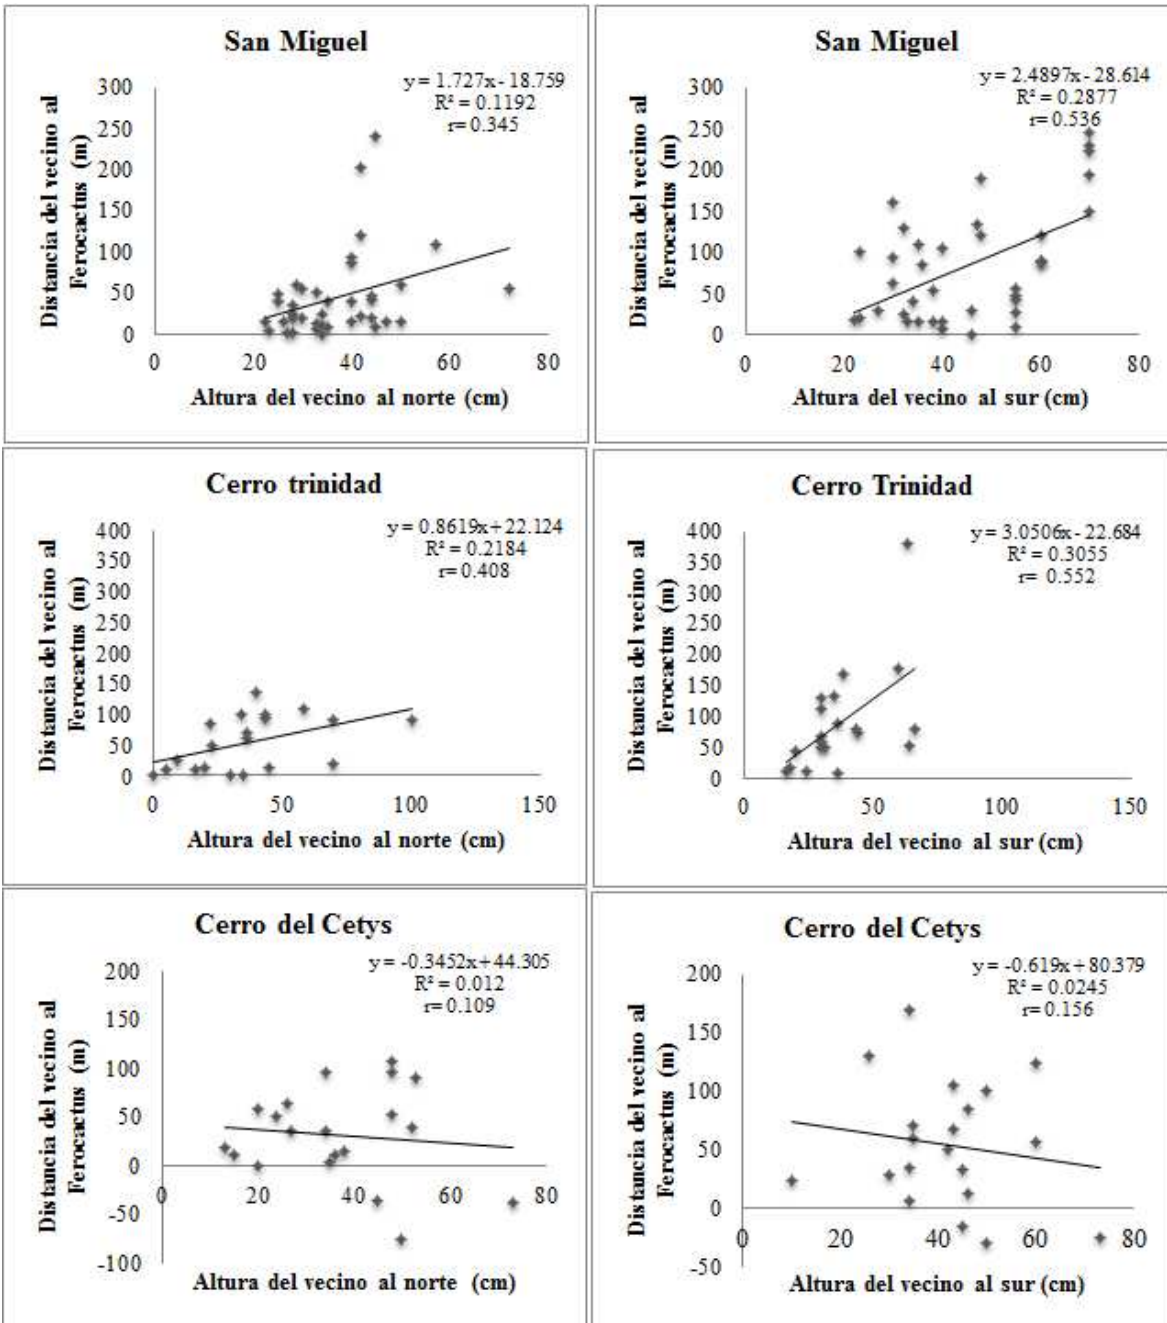 San Miguel
y = 1.727x - 18.759
R² = 0.1192
r= 0.345
Distancia del vecino al
Ferocactus (m)
300
250
200
150
100
50
0
0 20 40 60 80
Altura del vecino al norte (cm)
San Miguel
y = 2.4897x - 28.614
R² = 0.2877
r= 0.536
Distancia del vecino al
Ferocactus (m)
300
250
200
150
100
50
0
0 20 40 60 80
Altura del vecino al sur (cm)
Cerro trinidad
y = 0.8619x + 22.124
R² = 0.2184
r= 0.408
Distancia del vecino al
Ferocactus (m)
400
350
300
250
200
150
100
50
0
0 50 100 150
Altura del vecino al norte (cm)
Cerro Trinidad
y = 3.0506x - 22.684
R² = 0.3055
r= 0.552
Distancia del vecino al
Ferocactus (m)
400
350
300
250
200
150
100
50
0
0 50 100 150
Altura del vecino al sur (cm)
Cerro del Cetys
y = -0.3452x + 44.305
R² = 0.012
r= 0.109
Distancia del vecino al
Ferocactus (m)
200
150
100
50
0
-50
-100
0 20 40 60 80
Altura del vecino al norte (cm)
Cerro del Cetys
y = -0.619x + 80.379
R² = 0.0245
r= 0.156
Distancia del vecino al
Ferocactus (m)
200
150
100
50
0
-50
0 20 40 60 80
Altura del vecino al sur (cm)